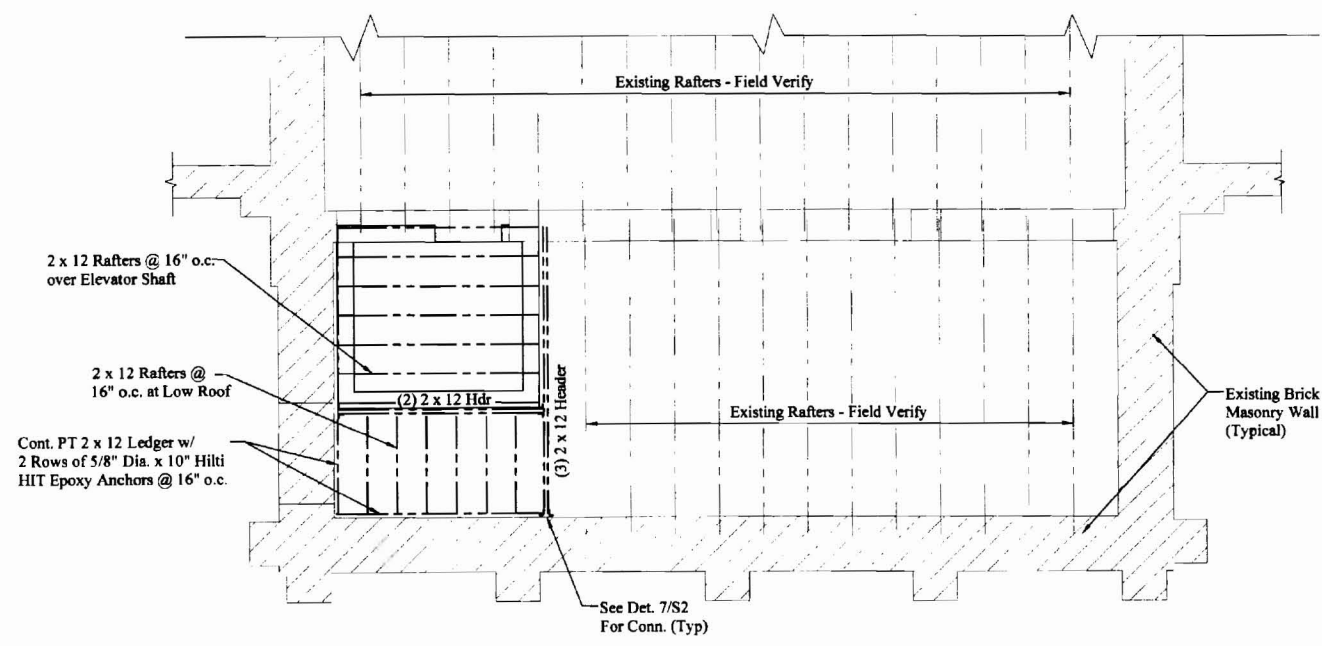 Existing Rafters - Field Verify
2 x 12 Rafters @ 16" o.c.
over Elevator Shaft
2 x 12 Rafters @
16" o.c. at Low Roof
(2) 2 x 12 Hdr
(3) 2 x 12 Header
Existing Rafters - Field Verify
Existing Brick
Masonry Wall
(Typical)
Cont. PT 2 x 12 Ledger w/
2 Rows of 5/8" Dia. x 10" Hilti
HIT Epoxy Anchors @ 16" o.c.
See Det. 7/S2
For Conn. (Typ)